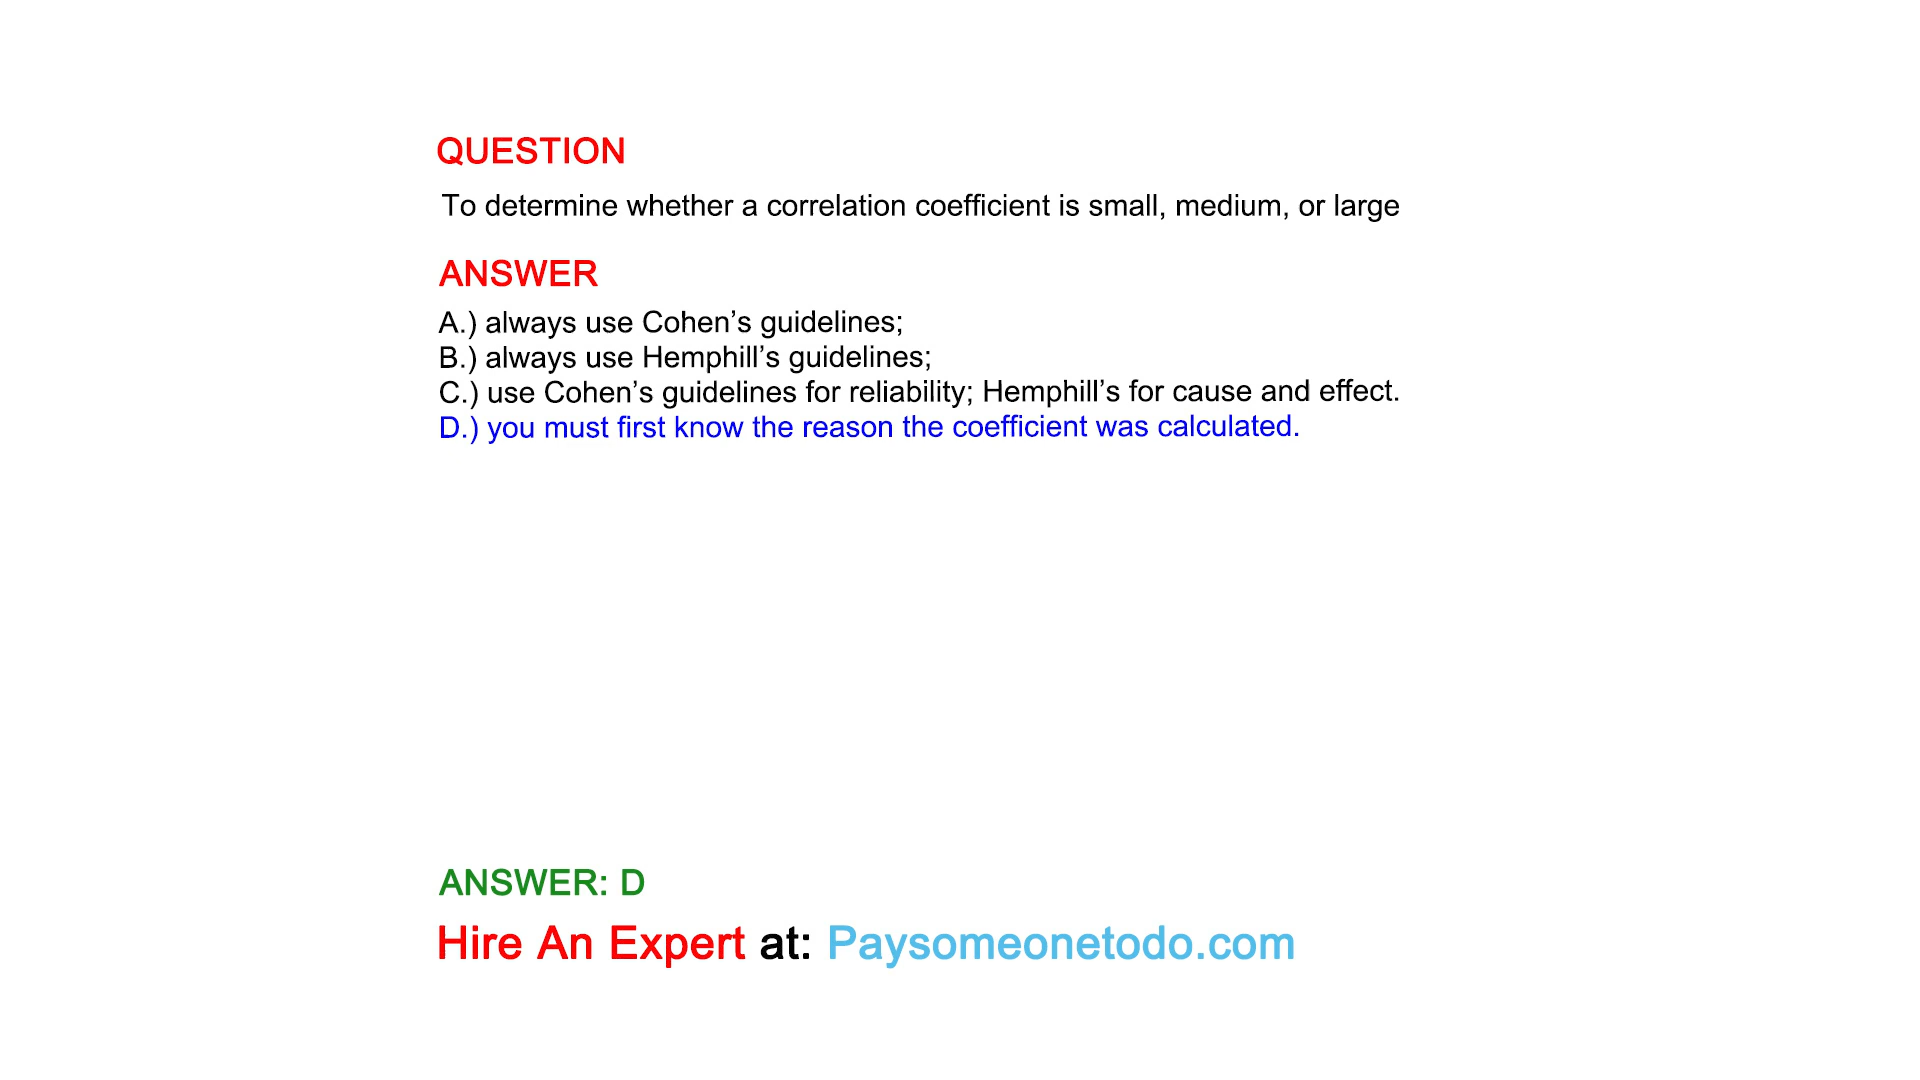 QUESTION
To determine whether a correlation coefficient is small, medium, or large
ANSWER
A.) always use Cohen’s guidelines;
B.) always use Hemphill’s guidelines;
C.) use Cohen’s guidelines for reliability; Hemphill’s for cause and effect.
D.) you must first know the reason the coefficient was calculated.
ANSWER: D
Hire An Expert at: Paysomeonetodo.com